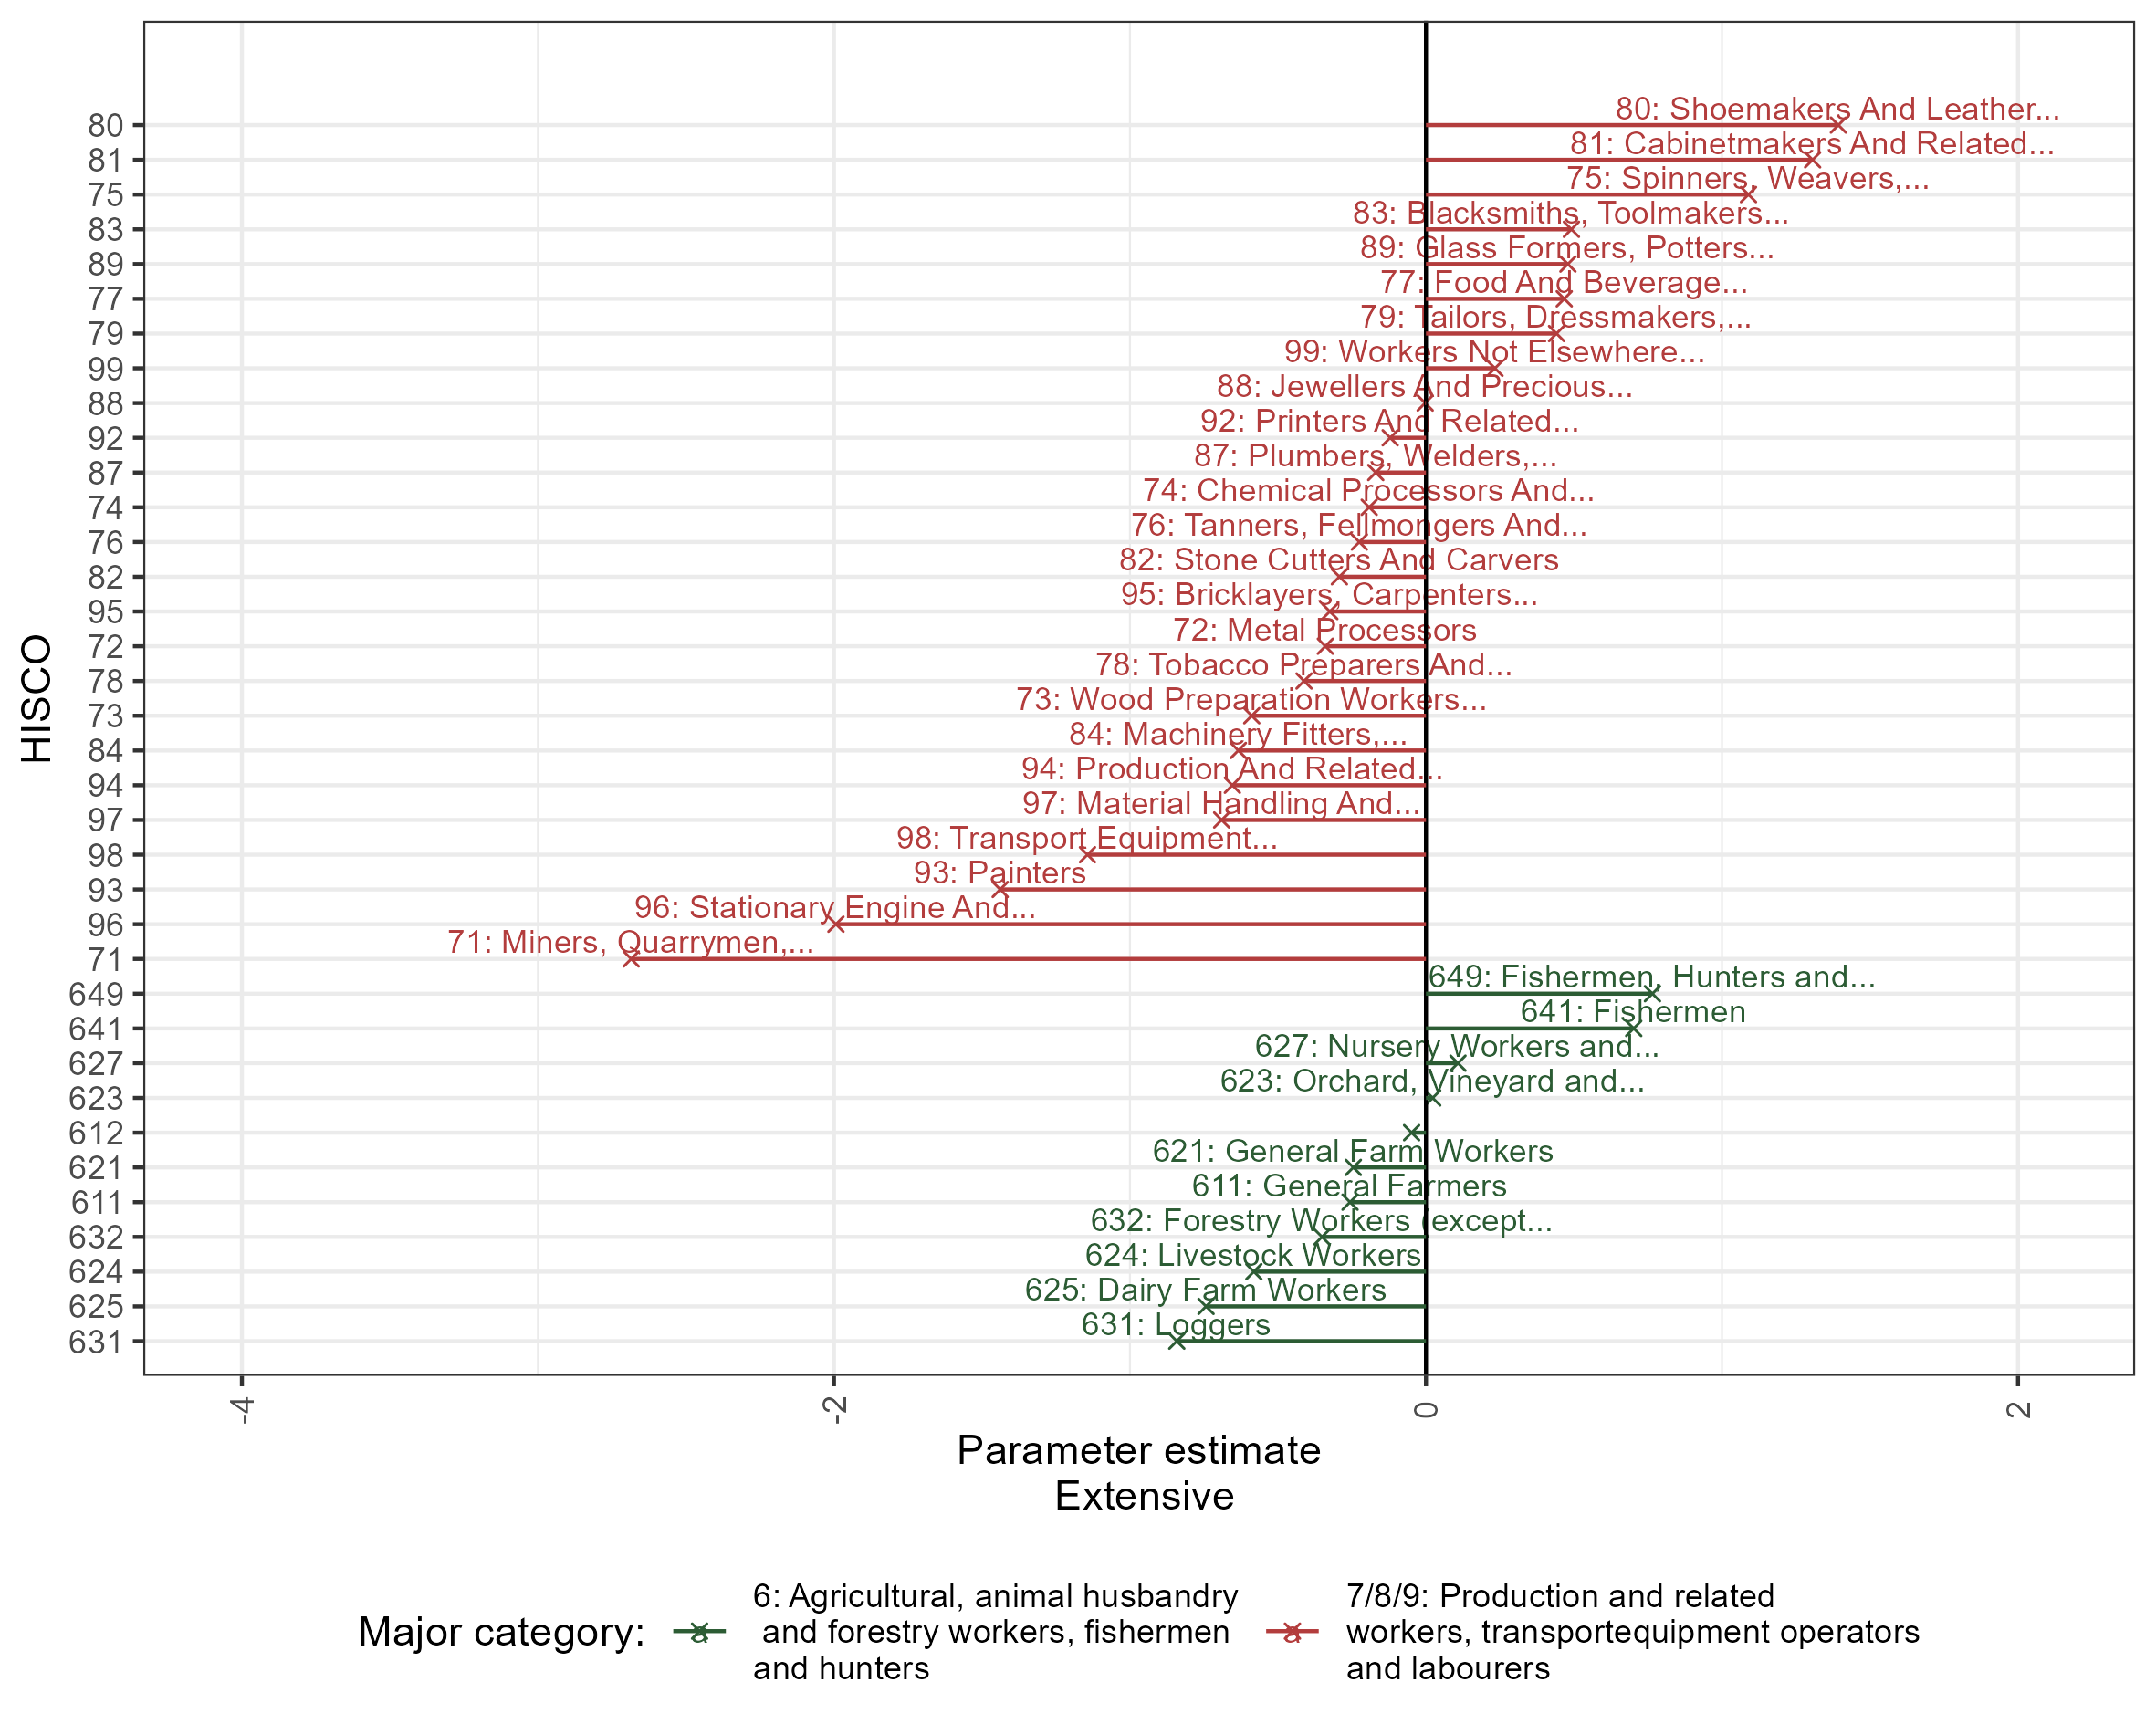 80 80: Shoemakers And Leather...
81 81: Cabinetmakers And Related...
75 75: Spinners, Weavers,...
83 83: Blacksmiths, Toolmakers...
89 89: Glass Formers, Potters...
77 77: Food And Beverage...
79 79: Tailors, Dressmakers,...
99 99: Workers Not Elsewhere...
88 88: Jewellers And Precious...
92 92: Printers And Related...
87 87: Plumbers, Welders,...
74 74: Chemical Processors And...
76 76: Tanners, Fellmongers And...
82 82: Stone Cutters And Carvers
95 95: Bricklayers, Carpenters...
72 72: Metal Processors
78 78: Tobacco Preparers And...
73 73: Wood Preparation Workers...
84 84: Machinery Fitters,...
94 94: Production And Related...
97 97: Material Handling And...
98 98: Transport Equipment...
93 93: Painters
96 96: Stationary Engine And...
71 71: Miners, Quarrymen,...
649 649: Fishermen, Hunters and...
641 641: Fishermen
627 627: Nursery Workers and...
623 623: Orchard, Vineyard and...
612
621 621: General Farm Workers
611 611: General Farmers
632 632: Forestry Workers (except...
624 624: Livestock Workers
625 625: Dairy Farm Workers
631 631: Loggers
HISCO
-4 -2 0 2
Parameter estimate
Extensive
Major category:
a 6: Agricultural, animal husbandry
and forestry workers, fishermen
and hunters
a 7/8/9: Production and related
workers, transportequipment operators
and labourers